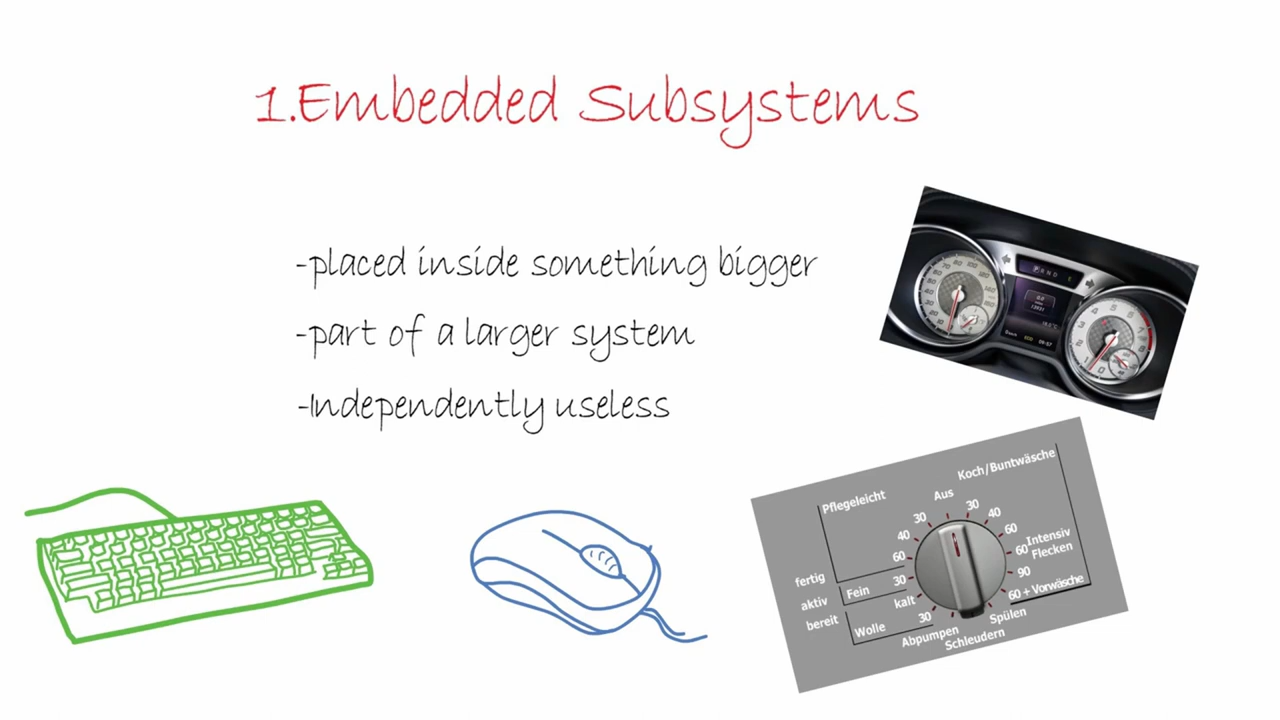 1.Embedded Subsystems
-placed inside something bigger
-part of a larger system
-Independently useless
Koch/Buntwäsche
Pflegeleicht
Aus
30
30
40
40
60
60
60
Intensiv
Flecken
90
fertig
30
Fein
60 + Vorwäsche
aktiv
kalt
bereit
30
Wolle
Spülen
Abpumpen
Schleudern